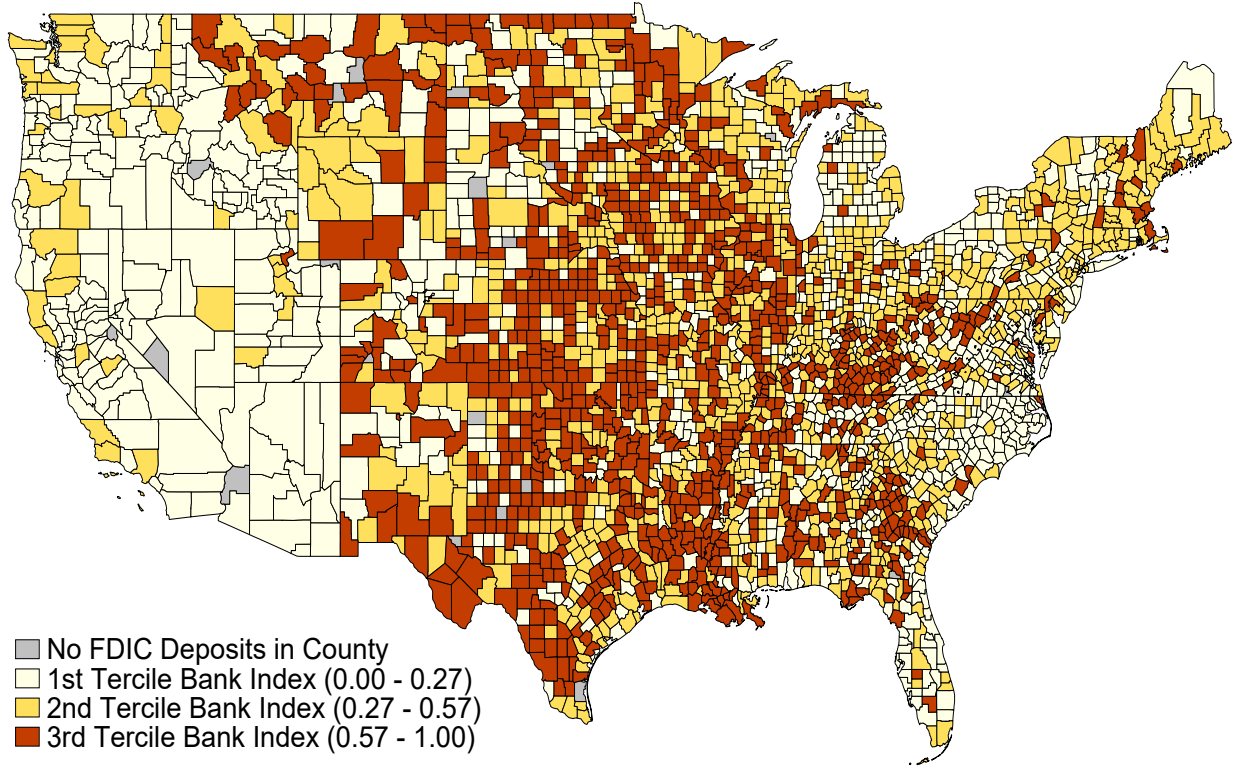 No FDIC Deposits in County
1st Tercile Bank Index (0.00 - 0.27)
2nd Tercile Bank Index (0.27 - 0.57)
3rd Tercile Bank Index (0.57 - 1.00)